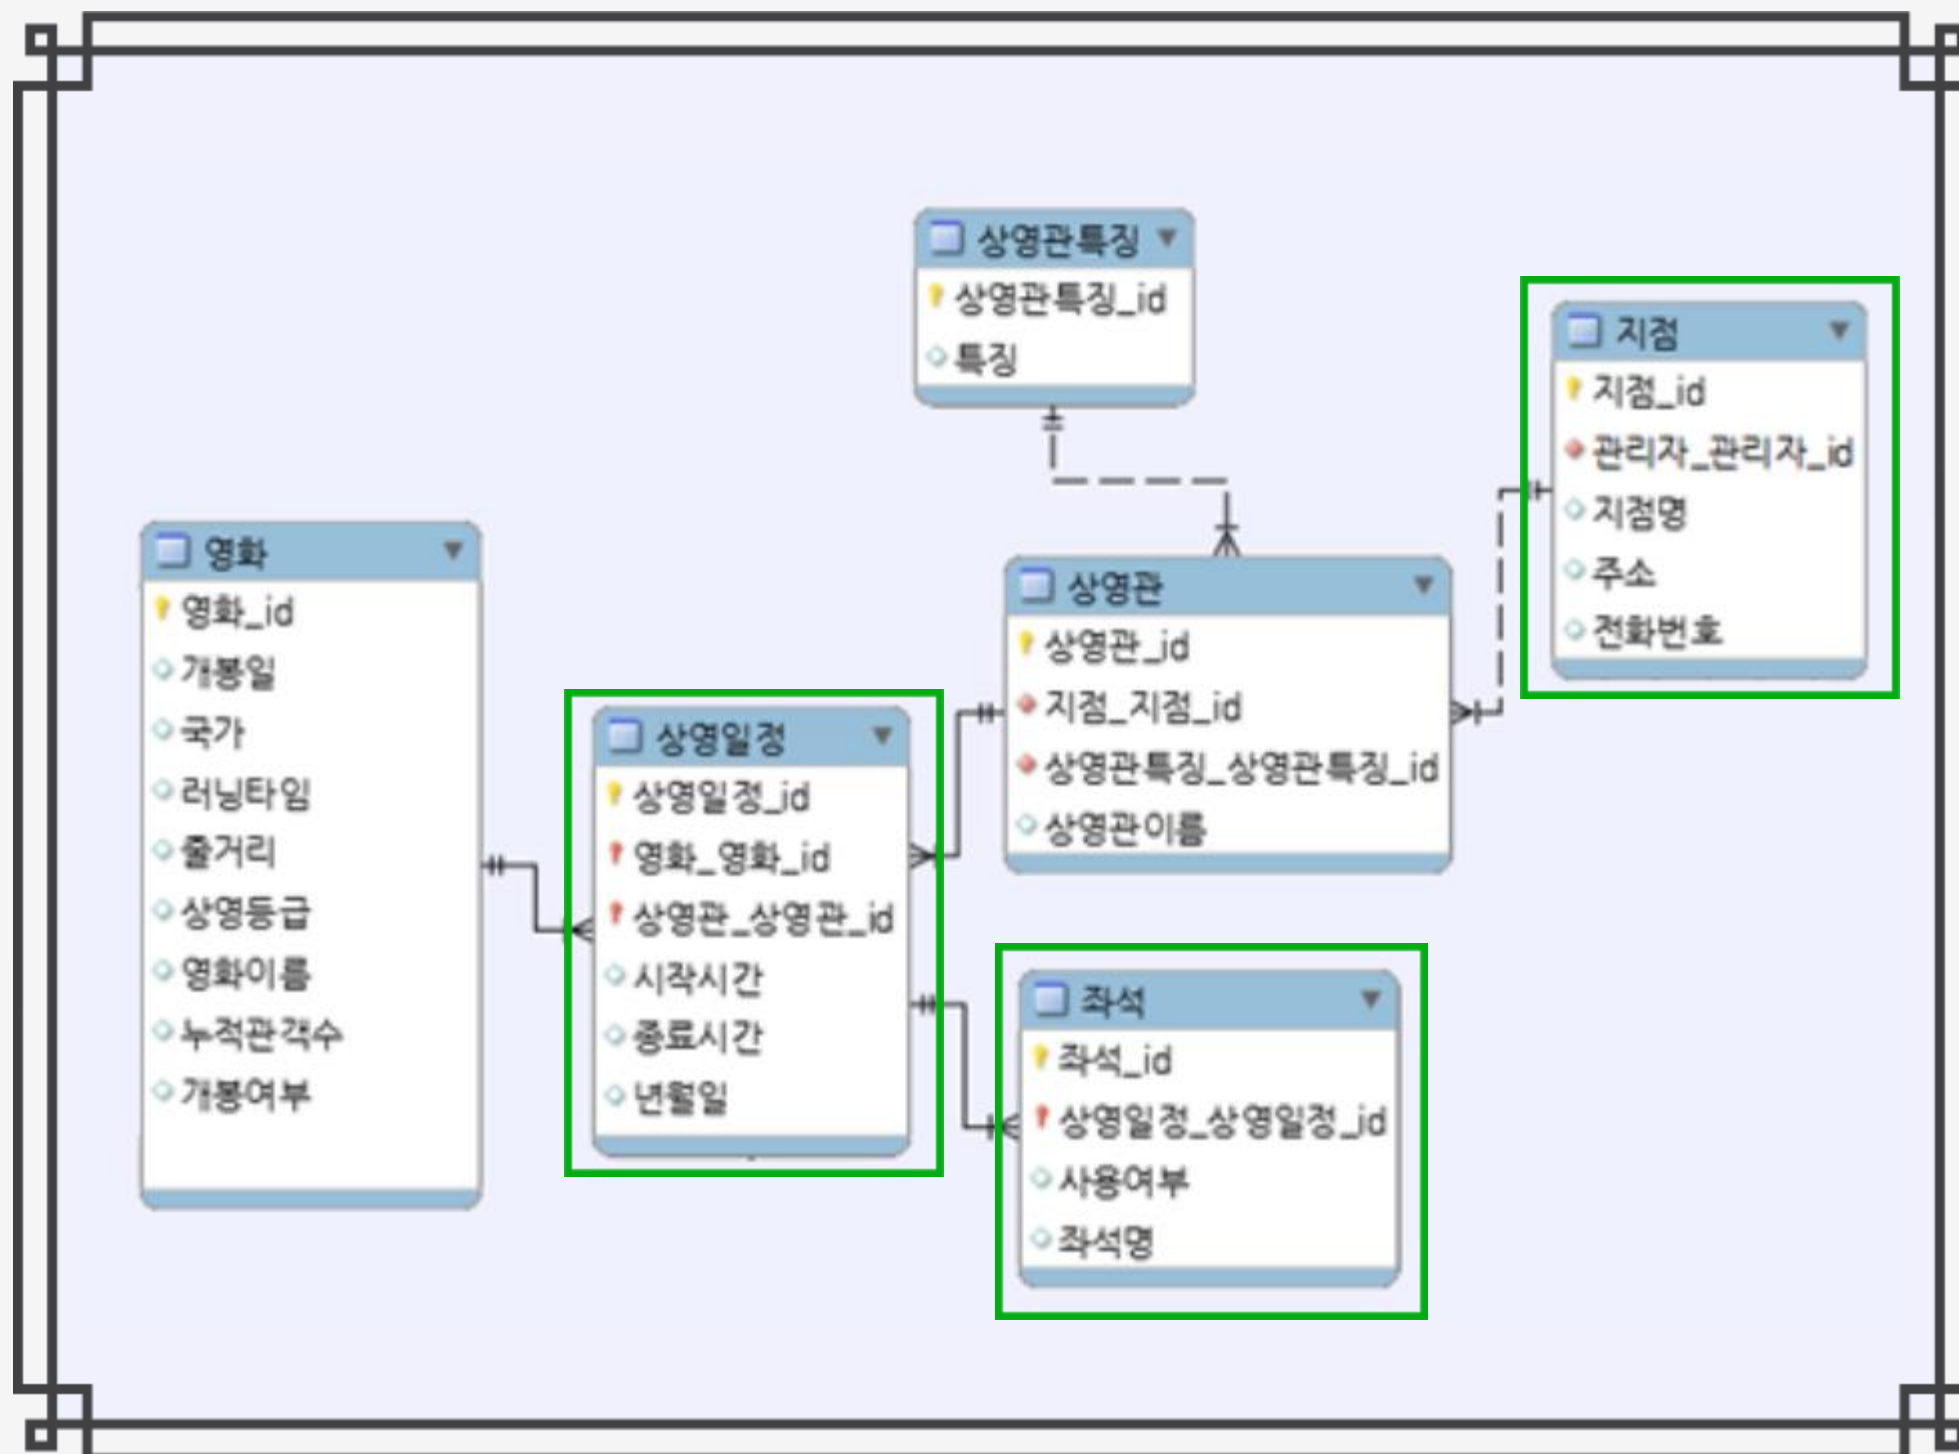 상영관특징
상영관특징_id
특징
지점
지점_id
관리자_관리자_id
지점명
주소
전화번호
영화
영화_id
개봉일
국가
러닝타임
줄거리
상영등급
영화이름
누적관객수
개봉여부
상영관
상영관_id
지점_지점_id
상영관특징_상영관특징_id
상영관이름
상영일정
상영일정_id
영화_영화_id
상영관_상영관_id
시작시간
종료시간
년월일
좌석
좌석_id
상영일정_상영일정_id
사용여부
좌석명